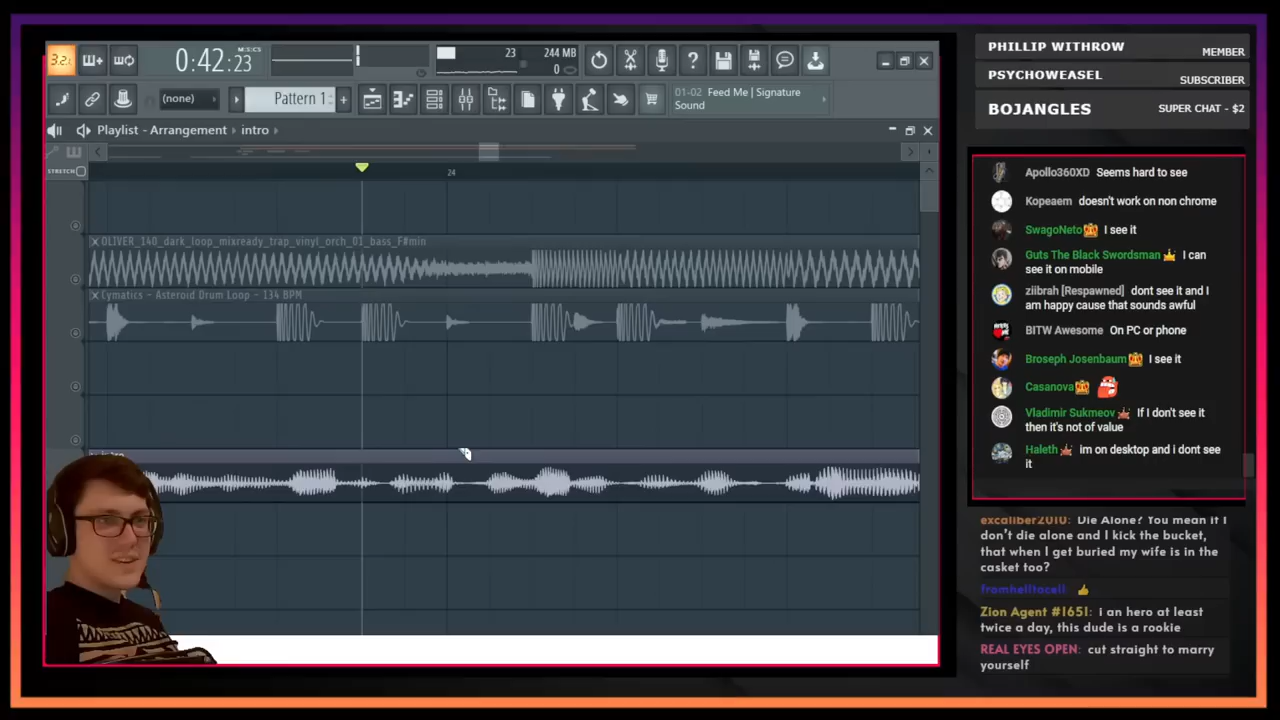 3.2:
0:42:23
M:S:CS
23
244 MB
0
(none)
Pattern 1
01-02 Feed Me | Signature
Sound
Playlist - Arrangement
intro
STRETCH
24
OLIVER_140_dark_loop_mixready_trap_vinyl_orch_01_bass_F#min
Cymatics - Asteroid Drum Loop - 134 BPM
PHILLIP WITHROW
MEMBER
PSYCHOWEASEL
SUBSCRIBER
BOJANGLES
SUPER CHAT - $2
Apollo360XD Seems hard to see
Kopeaem doesn't work on non chrome
SwagoNeto I see it
Guts The Black Swordsman I can
see it on mobile
ziibrah [Respawned] dont see it and I
am happy cause that sounds awful
BITW Awesome On PC or phone
Broseph Josenbaum I see it
Casanova
Vladimir Sukmeov If I don't see it
then it's not of value
Haleth im on desktop and i dont see
it
excaliber2010: Die Alone? You mean if I
don't die alone and I kick the bucket,
that when I get buried my wife is in the
casket too?
fromhelltocell: 👍
Zion Agent #1651: i an hero at least
twice a day, this dude is a rookie
REAL EYES OPEN: cut straight to marry
yourself